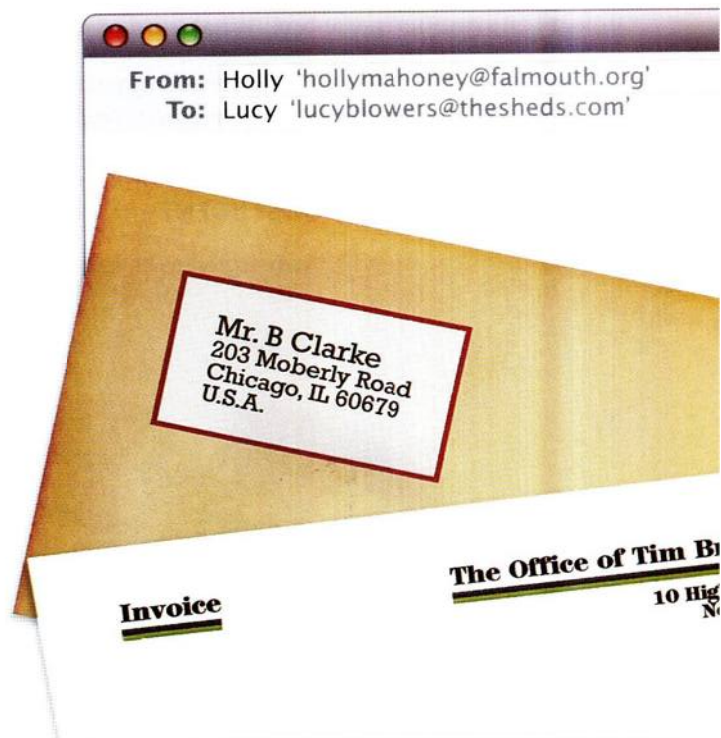 From: Holly 'hollymahoney@falmouth.org'
To: Lucy 'lucyblowers@thesheds.com'
Mr. B Clarke
203 Moberly Road
Chicago, IL 60679
U.S.A.
Invoice
The Office of Tim
10